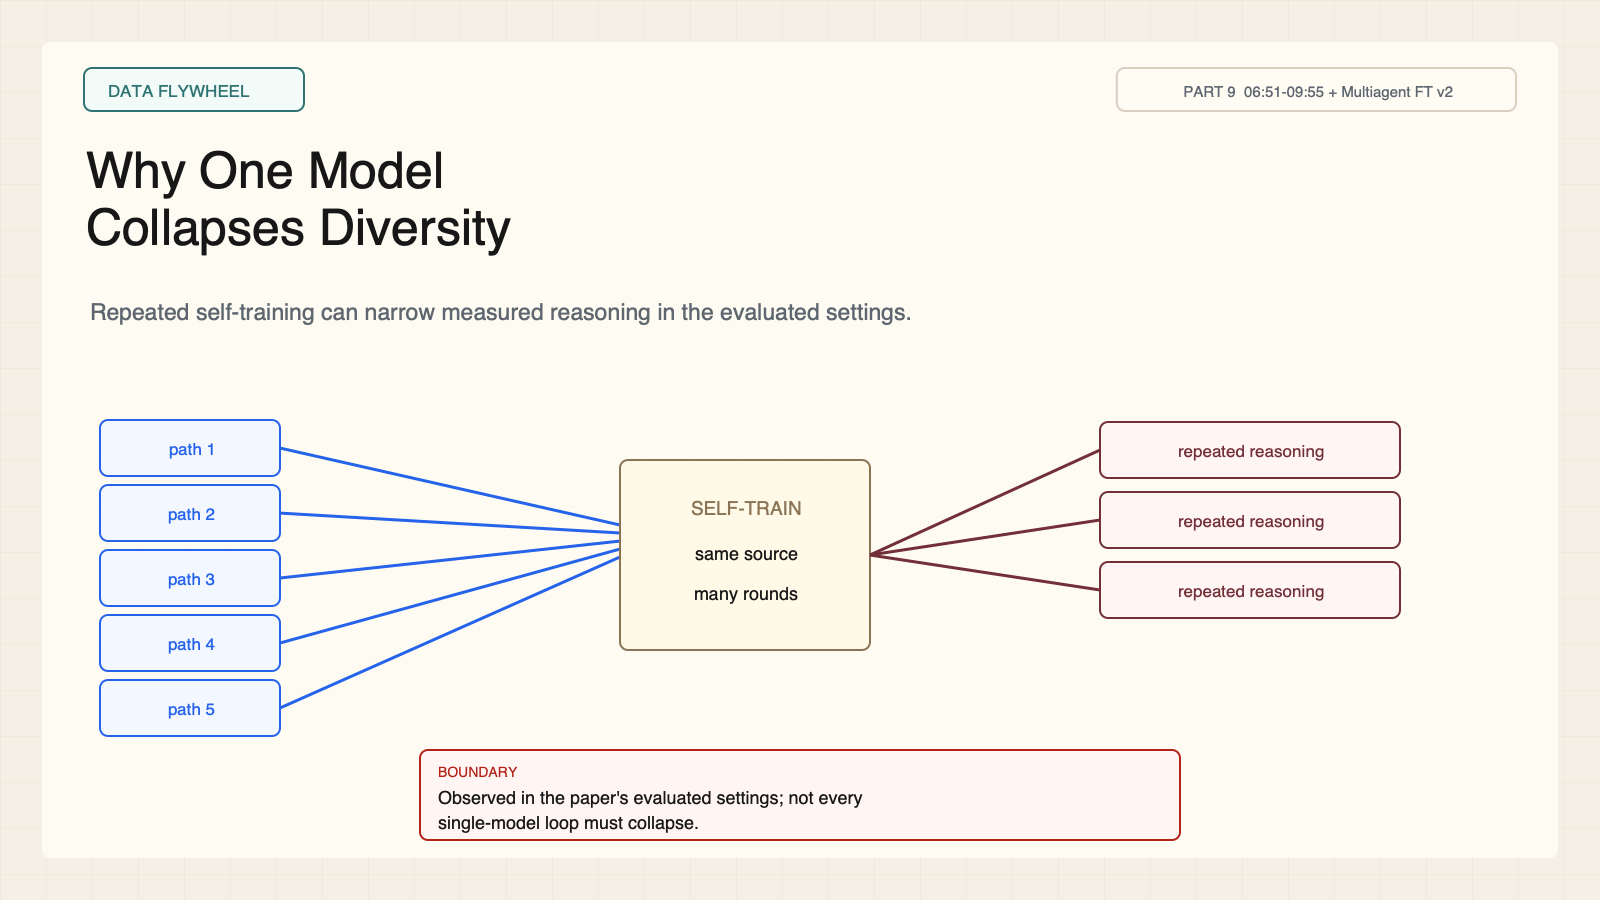 DATA FLYWHEEL
PART 9 06:51-09:55 + Multiagent FT v2
Why One Model
Collapses Diversity
Repeated self-training can narrow measured reasoning in the evaluated settings.
path 1
path 2
path 3
path 4
path 5
SELF-TRAIN
same source
many rounds
repeated reasoning
repeated reasoning
repeated reasoning
BOUNDARY
Observed in the paper's evaluated settings; not every
single-model loop must collapse.